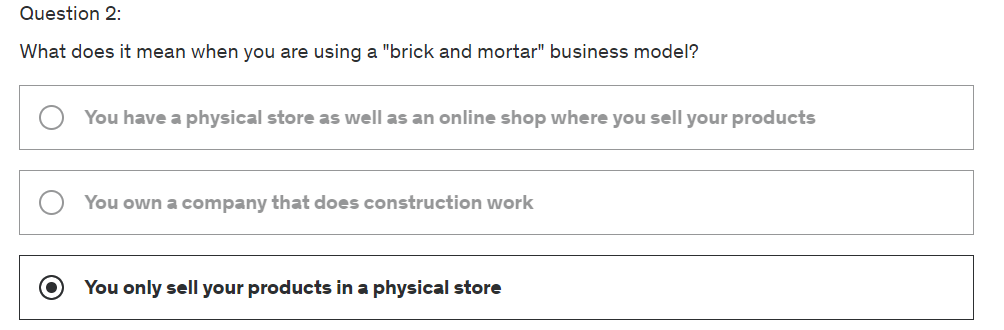 Question 2:
What does it mean when you are using a "brick and mortar" business model?
You have a physical store as well as an online shop where you sell your products
You own a company that does construction work
You only sell your products in a physical store